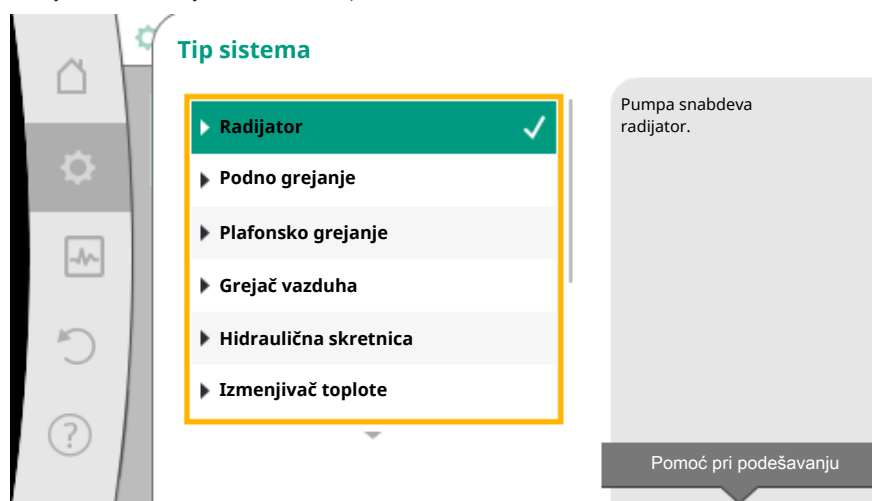 Tip sistema
Radijator
Podno grejanje
Plafonsko grejanje
Grejač vazduha
Hidraulična skretnica
Izmenjivač toplote
Pumpa snabdeva
radijator.
Pomoć pri podešavanju